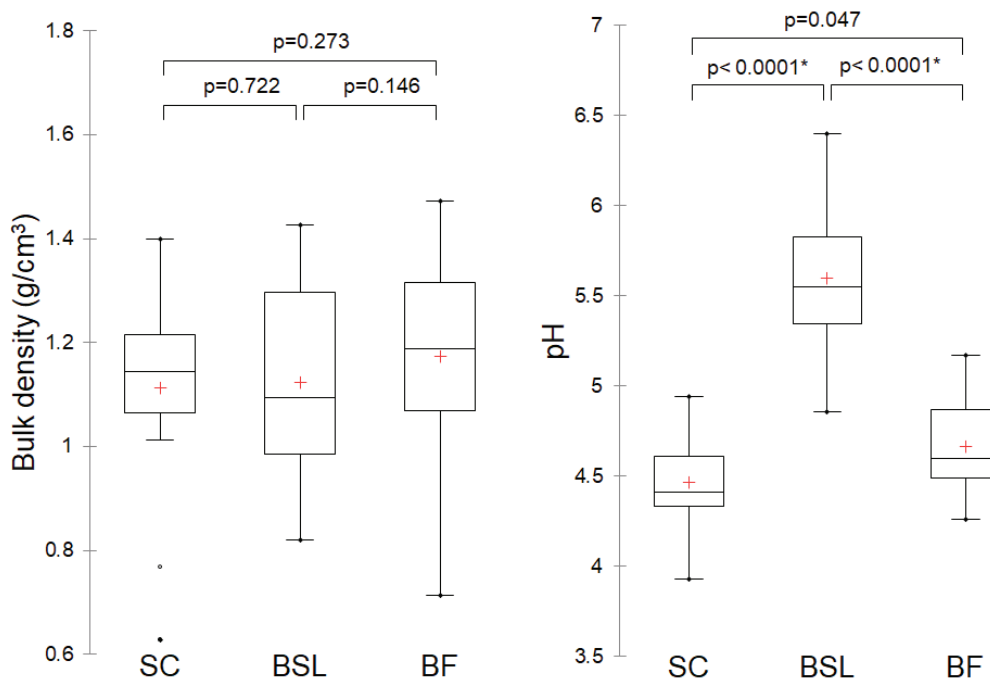 1.8
1.6
1.4
1.2
1
0.8
0.6
Bulk density (g/cm³)
p=0.273
p=0.722
p=0.146
SC
BSL
BF
7
6.5
6
5.5
5
4.5
4
3.5
pH
p=0.047
p< 0.0001*
p< 0.0001*
SC
BSL
BF